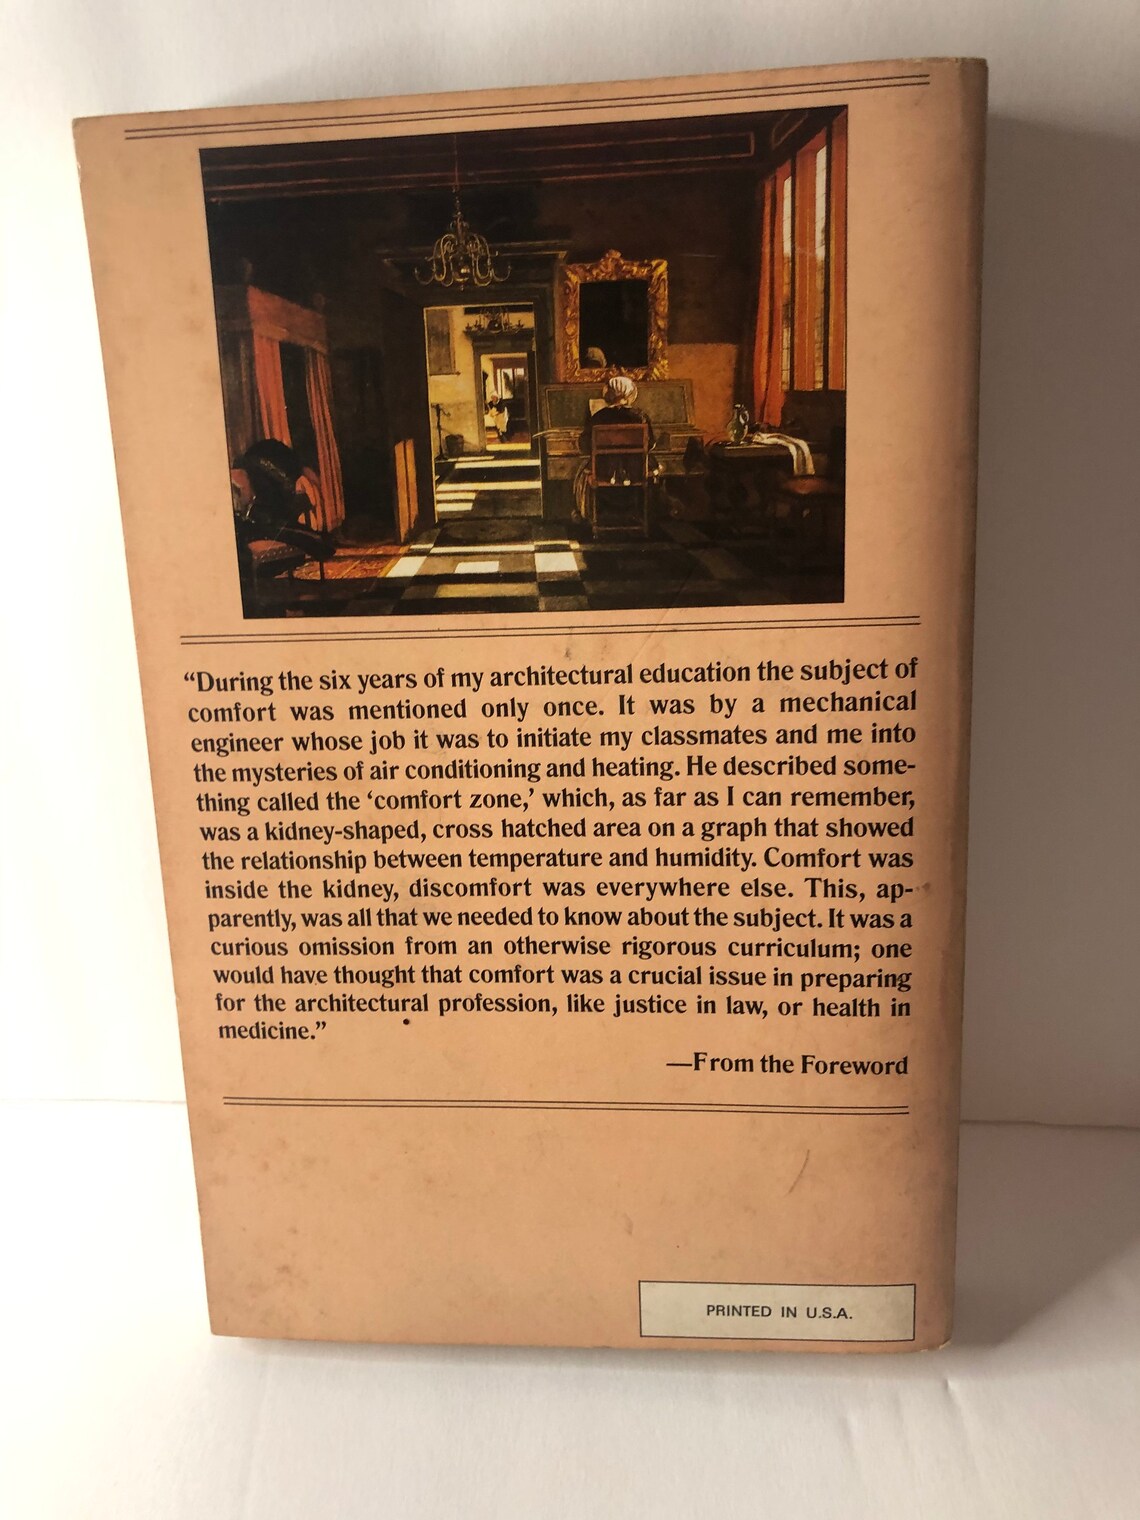 “During the six years of my architectural education the subject of
comfort was mentioned only once. It was by a mechanical
engineer whose job it was to initiate my classmates and me into
the mysteries of air conditioning and heating. He described some-
thing called the ‘comfort zone,’ which, as far as I can remember,
was a kidney-shaped, cross hatched area on a graph that showed
the relationship between temperature and humidity. Comfort was
inside the kidney, discomfort was everywhere else. This, ap-
parently, was all that we needed to know about the subject. It was a
curious omission from an otherwise rigorous curriculum; one
would have thought that comfort was a crucial issue in preparing
for the architectural profession, like justice in law, or health in
medicine.”
—From the Foreword
PRINTED IN U.S.A.